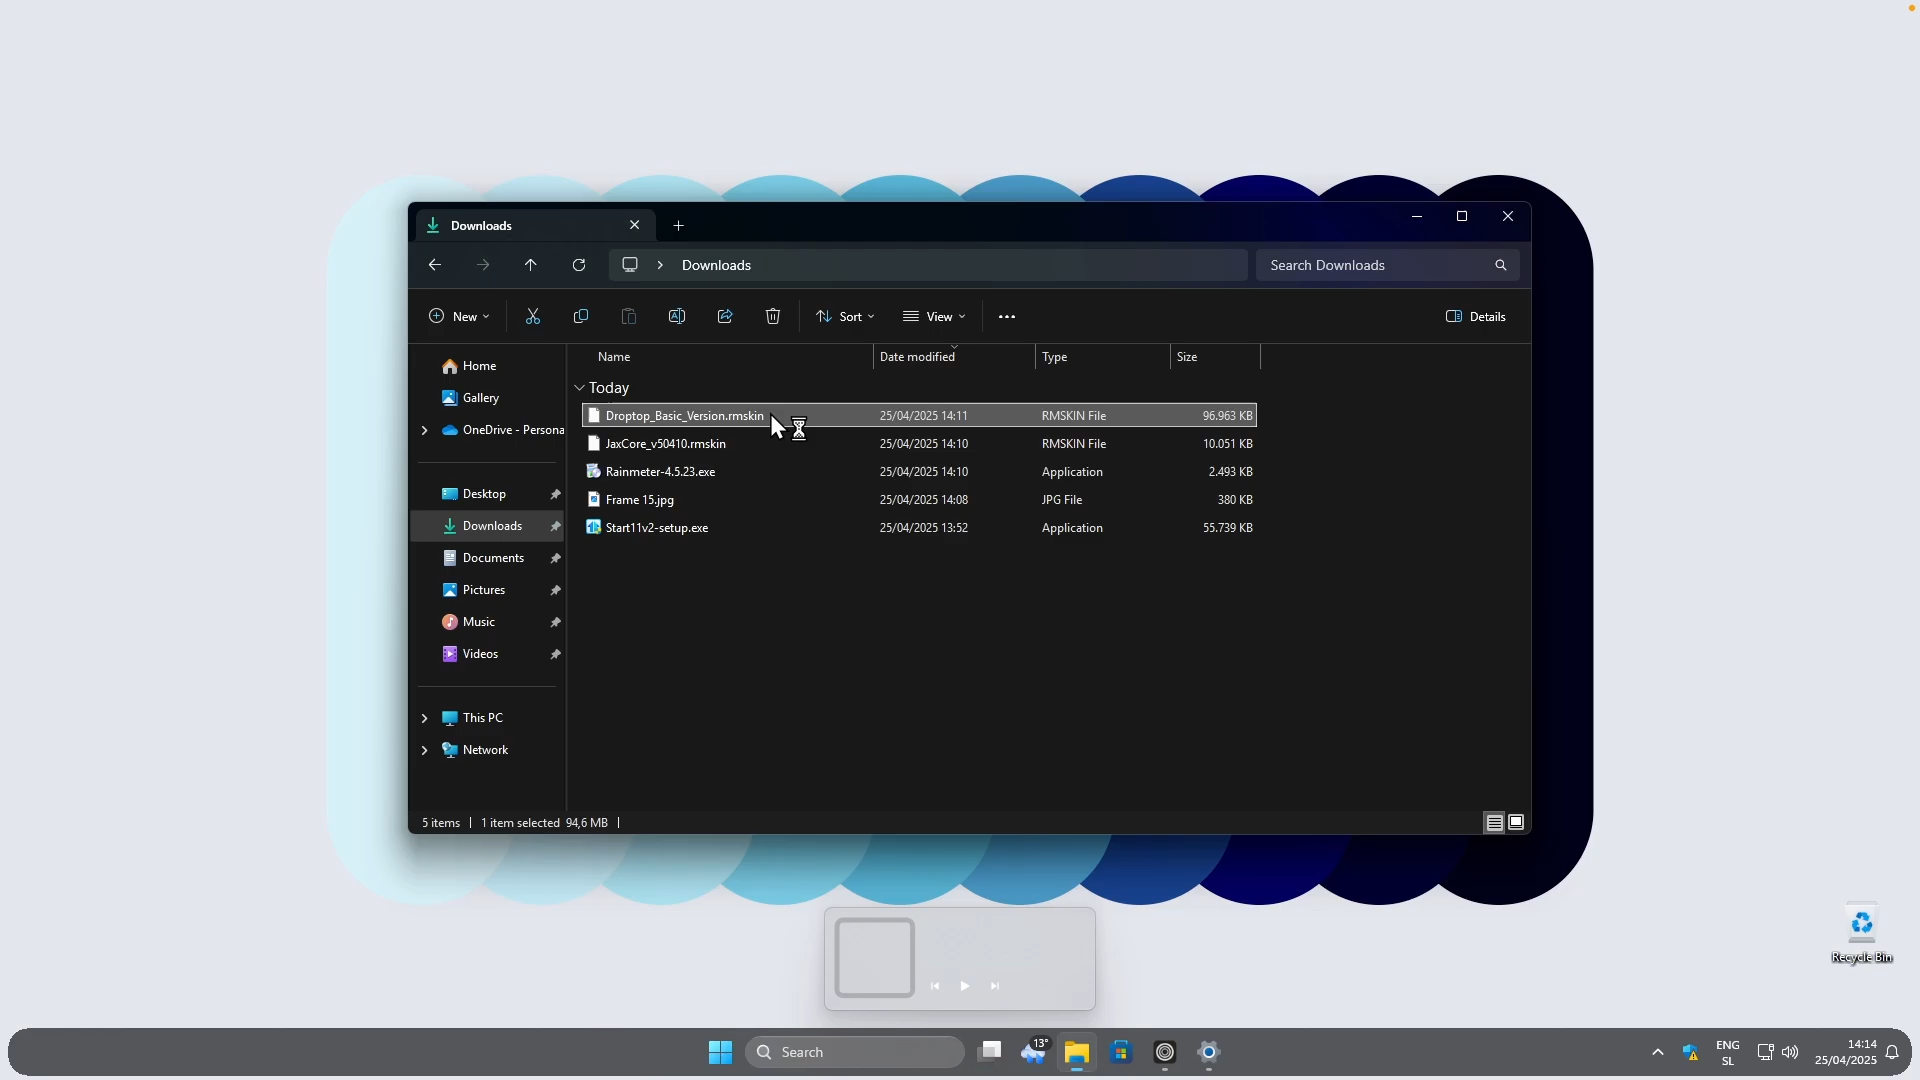 Downloads
Downloads
Search Downloads
New
Sort
View
Details
Name Date modified Type Size
Today
Droptop_Basic_Version.rmskin 25/04/2025 14:11 RMSKIN File 96.963 KB
JaxCore_v50410.rmskin 25/04/2025 14:10 RMSKIN File 10.051 KB
Rainmeter-4.5.23.exe 25/04/2025 14:10 Application 2.493 KB
Frame 15.jpg 25/04/2025 14:08 JPG File 380 KB
Start11v2-setup.exe 25/04/2025 13:52 Application 55.739 KB
Home
Gallery
OneDrive - Persona
Desktop
Downloads
Documents
Pictures
Music
Videos
This PC
Network
5 items 1 item selected 94,6 MB
Recycle Bin
Search
13°
ENG
SL
14:14
25/04/2025